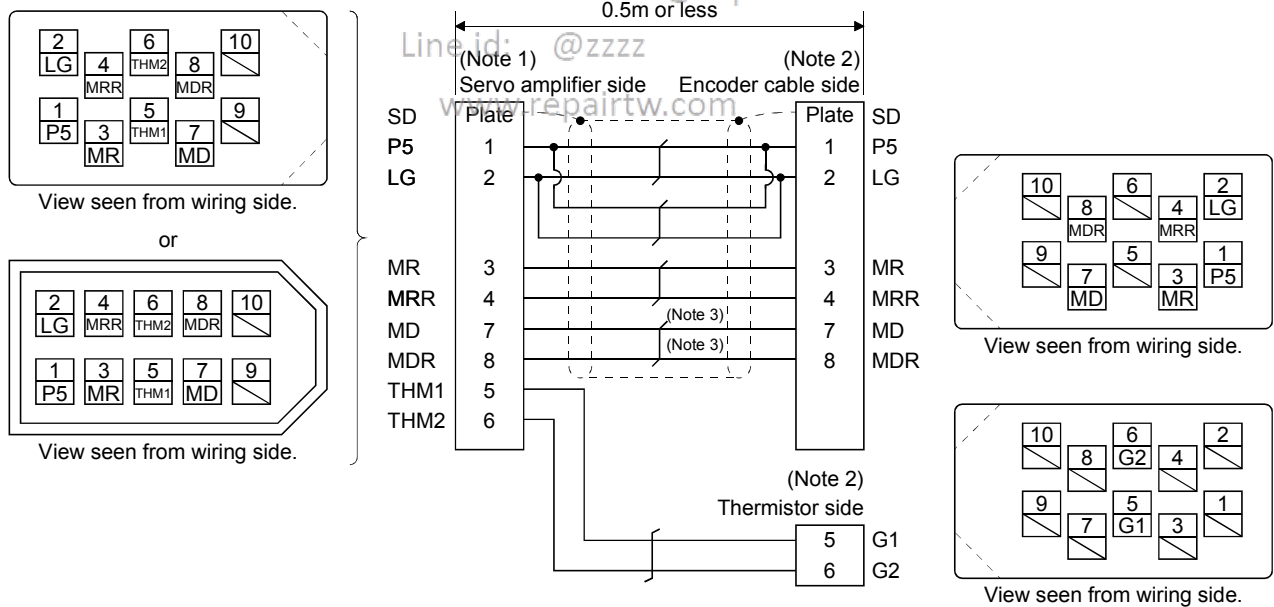 0.5m or less
Line id: @zzzz
www.repairtw.com
2 6 10
LG THM2
4 8
MRR MDR
1 5 9
P5 THM1
3 7
MR MD
View seen from wiring side.
or
2 4 6 8 10
LG MRR THM2 MDR
1 3 5 7 9
P5 MR THM1 MD
View seen from wiring side.
(Note 1) (Note 2)
Servo amplifier side Encoder cable side
SD Plate Plate SD
P5 1 1 P5
LG 2 2 LG
MR 3 3 MR
MRR 4 4 MRR
(Note 3)
MD 7 7 MD
(Note 3)
MDR 8 8 MDR
THM1 5
THM2 6
(Note 2)
Thermistor side
5 G1
6 G2
10 6 2
LG
8 4
MDR MRR
9 5 1
P5
7 3
MD MR
View seen from wiring side.
10 6 2
G2
8 4
9 5 1
G1
7 3
View seen from wiring side.